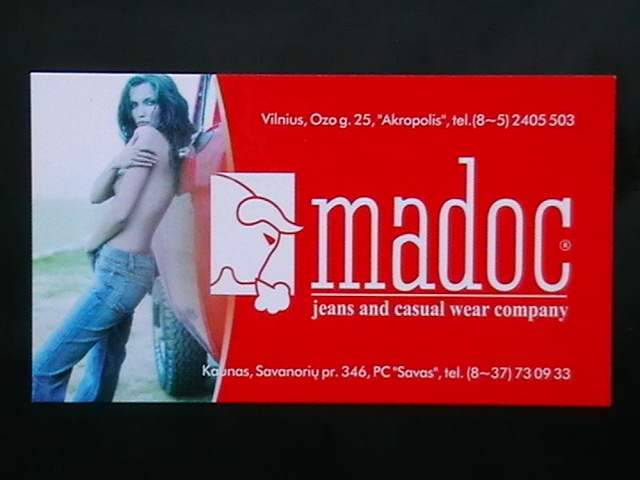 Vilnius, Ozo g. 25, "Akropolis", tel.(8~5) 2405 503
madoc®
jeans and casual wear company
Kaunas, Savanorių pr. 346, PC "Savas", tel. (8~37) 73 09 33